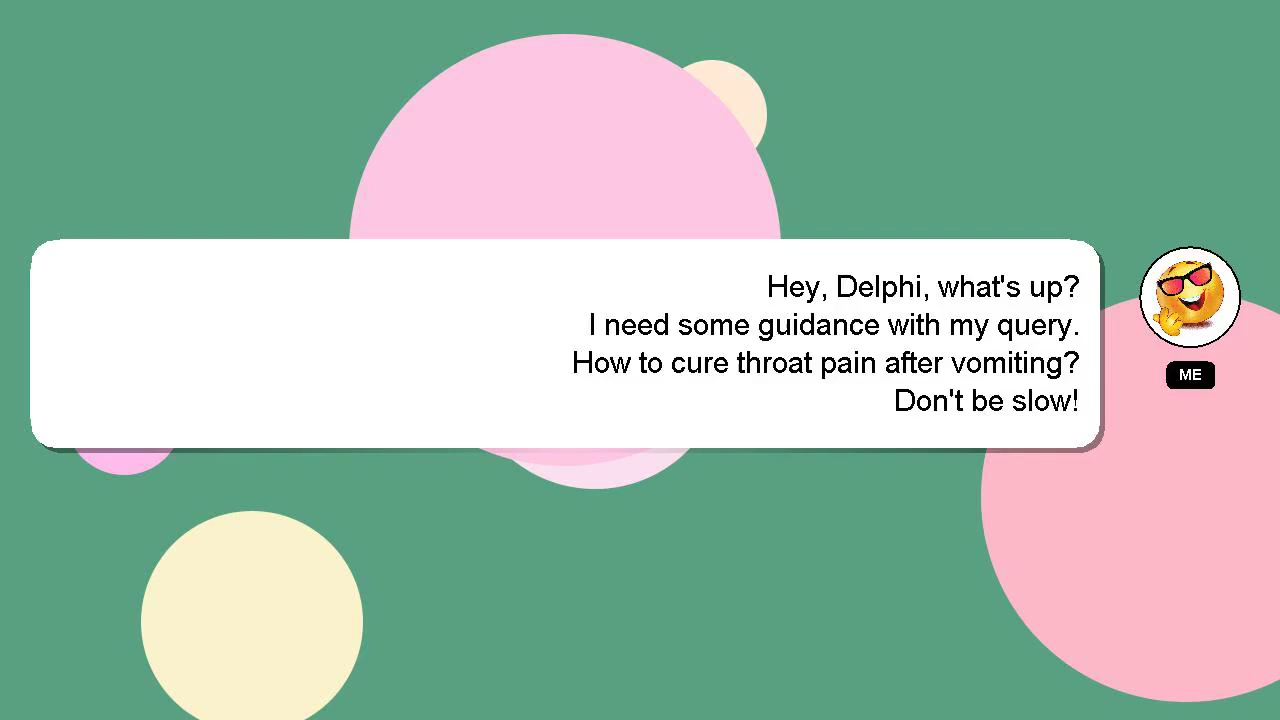 Hey, Delphi, what's up?
I need some guidance with my query.
How to cure throat pain after vomiting?
Don't be slow!
ME